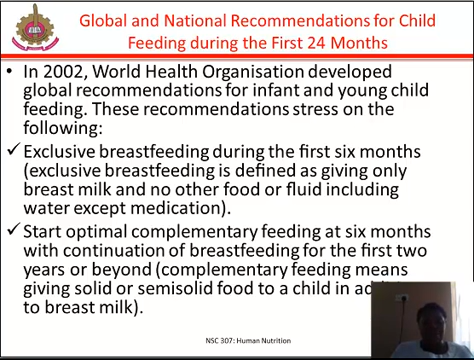 Global and National Recommendations for Child
Feeding during the First 24 Months
• In 2002, World Health Organisation developed
global recommendations for infant and young child
feeding. These recommendations stress on the
following:
✓Exclusive breastfeeding during the first six months
(exclusive breastfeeding is defined as giving only
breast milk and no other food or fluid including
water except medication).
✓Start optimal complementary feeding at six months
with continuation of breastfeeding for the first two
years or beyond (complementary feeding means
giving solid or semisolid food to a child in
to breast milk).
NSC 307: Human Nutrition